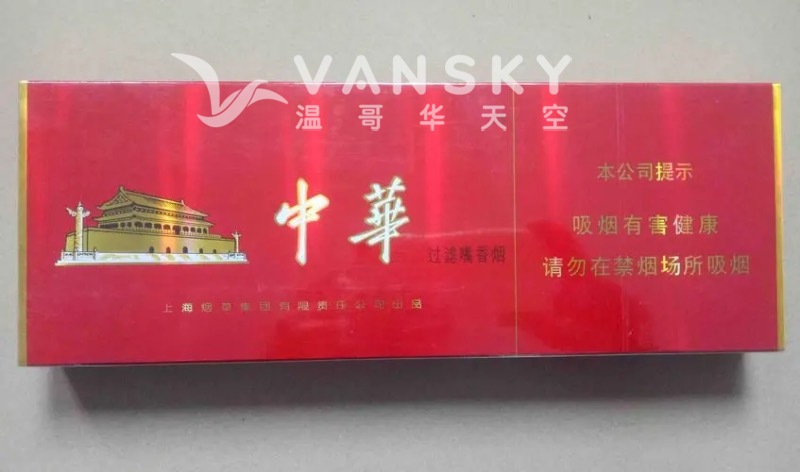 VANSKY
温哥华天空
中華
过滤嘴香烟
上海烟草集团有限责任公司出品
本公司提示
吸烟有害健康
请勿在禁烟场所吸烟